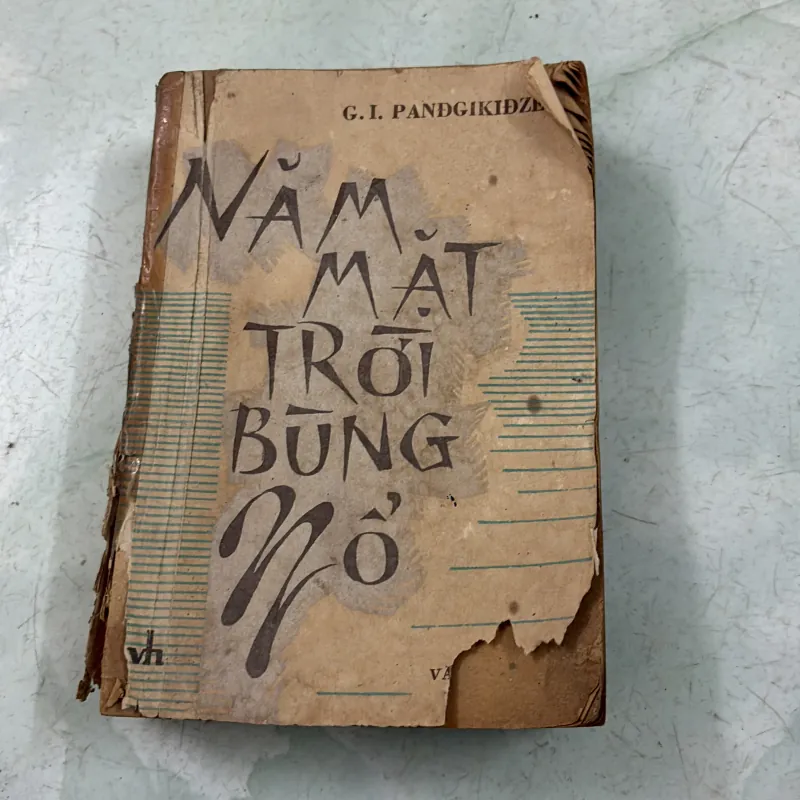 G. I. PANĐGIKIĐZE
NĂM
MẶT
TRỜI
BÙNG
NỔ
vh